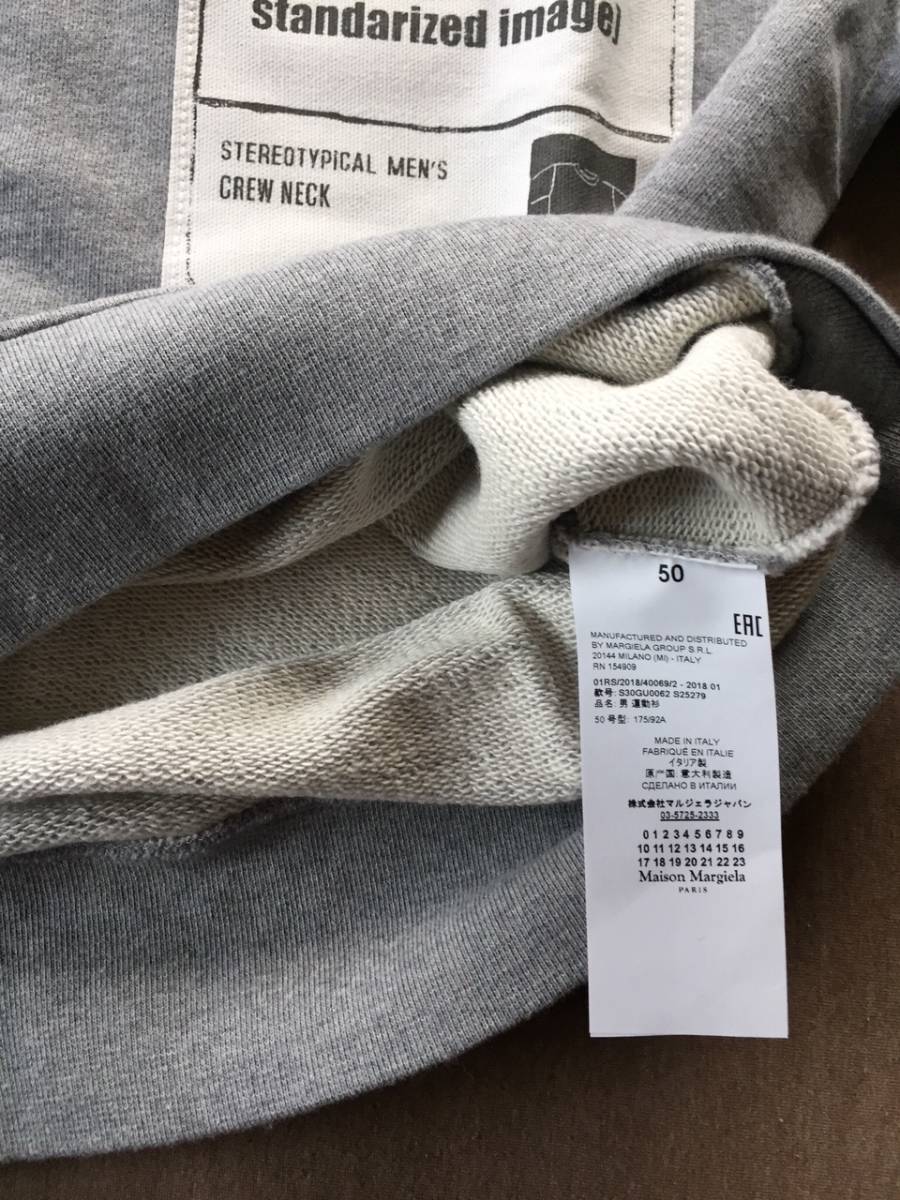 standarized image)
STEREOTYPICAL MEN'S
CREW NECK
50
EAC
MANUFACTURED AND DISTRIBUTED
BY MARGIELA GROUP S.R.L.
20144 MILANO (MI) - ITALY
RN 154909
01RS/2018/40069/2 - 2018 01
款号: S30GU0062 S25279
品名: 男 運動衫
50 号型: 175/92A
MADE IN ITALY
FABRIQUÉ EN ITALIE
イタリア製
原产国: 意大利製造
СДЕЛАНО В ИТАЛИИ
株式会社マルジェラジャパン
03-5725-2333
0 1 2 3 4 5 6 7 8 9
10 11 12 13 14 15 16
17 18 19 20 21 22 23
Maison Margiela
PARIS